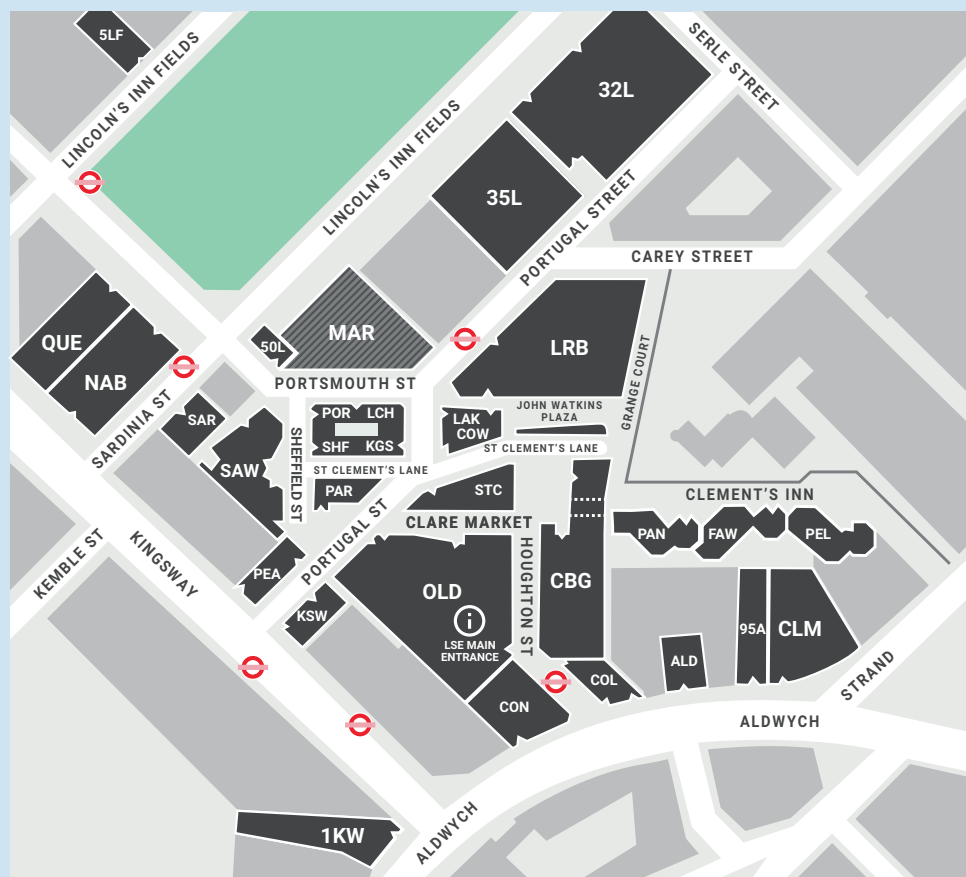 5LF
LINCOLN'S INN FIELDS
SERLE STREET
32L
LINCOLN'S INN FIELDS
35L
PORTUGAL STREET
CAREY STREET
QUE
NAB
50L
MAR
LRB
GRANGE COURT
PORTSMOUTH ST
SARDINIA ST
SAR
POR
LCH
SHF
KGS
LAK
COW
JOHN WATKINS
PLAZA
ST CLEMENT'S LANE
SAW
SHEFFIELD ST
ST CLEMENT'S LANE
PAR
STC
CLEMENT'S INN
PORTUGAL ST
CLARE MARKET
PAN
FAW
PEL
KEMBLE ST
KINGSWAY
PEA
HOUGHTON ST
OLD
CBG
KSW
LSE MAIN
ENTRANCE
95A
CLM
ALD
COL
STRAND
CON
ALDWYCH
1KW
ALDWYCH